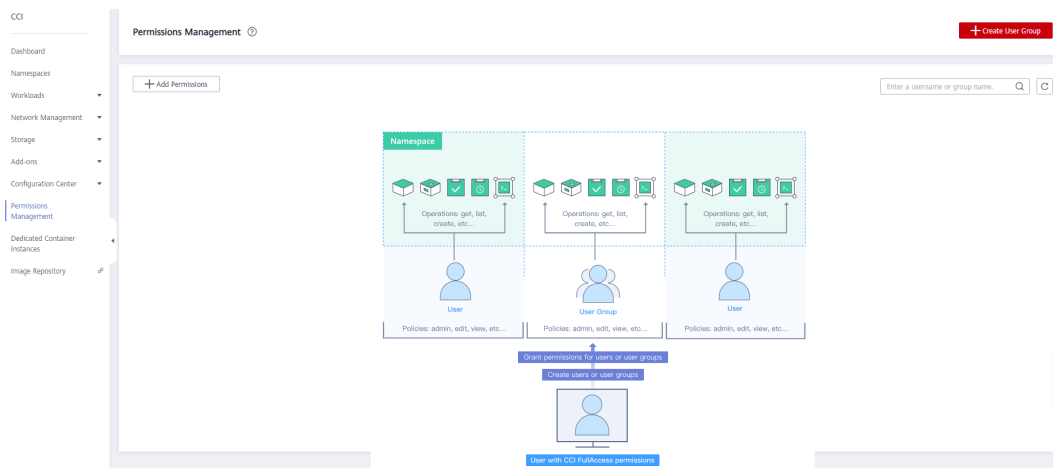 CCI
Dashboard
Namespaces
Workloads
Network Management
Storage
Add-ons
Configuration Center
Permissions
Management
Dedicated Container
Instances
Image Repository
Permissions Management ?
+ Create User Group
+ Add Permissions
Enter a username or group name.
Namespace
Operations: get, list,
create, etc...
Operations: get, list,
create, etc...
Operations: get, list,
create, etc...
User
User Group
User
Policies: admin, edit, view, etc...
Policies: admin, edit, view, etc...
Policies: admin, edit, view, etc...
Grant permissions for users or user groups
Create users or user groups
User with CCI FullAccess permissions